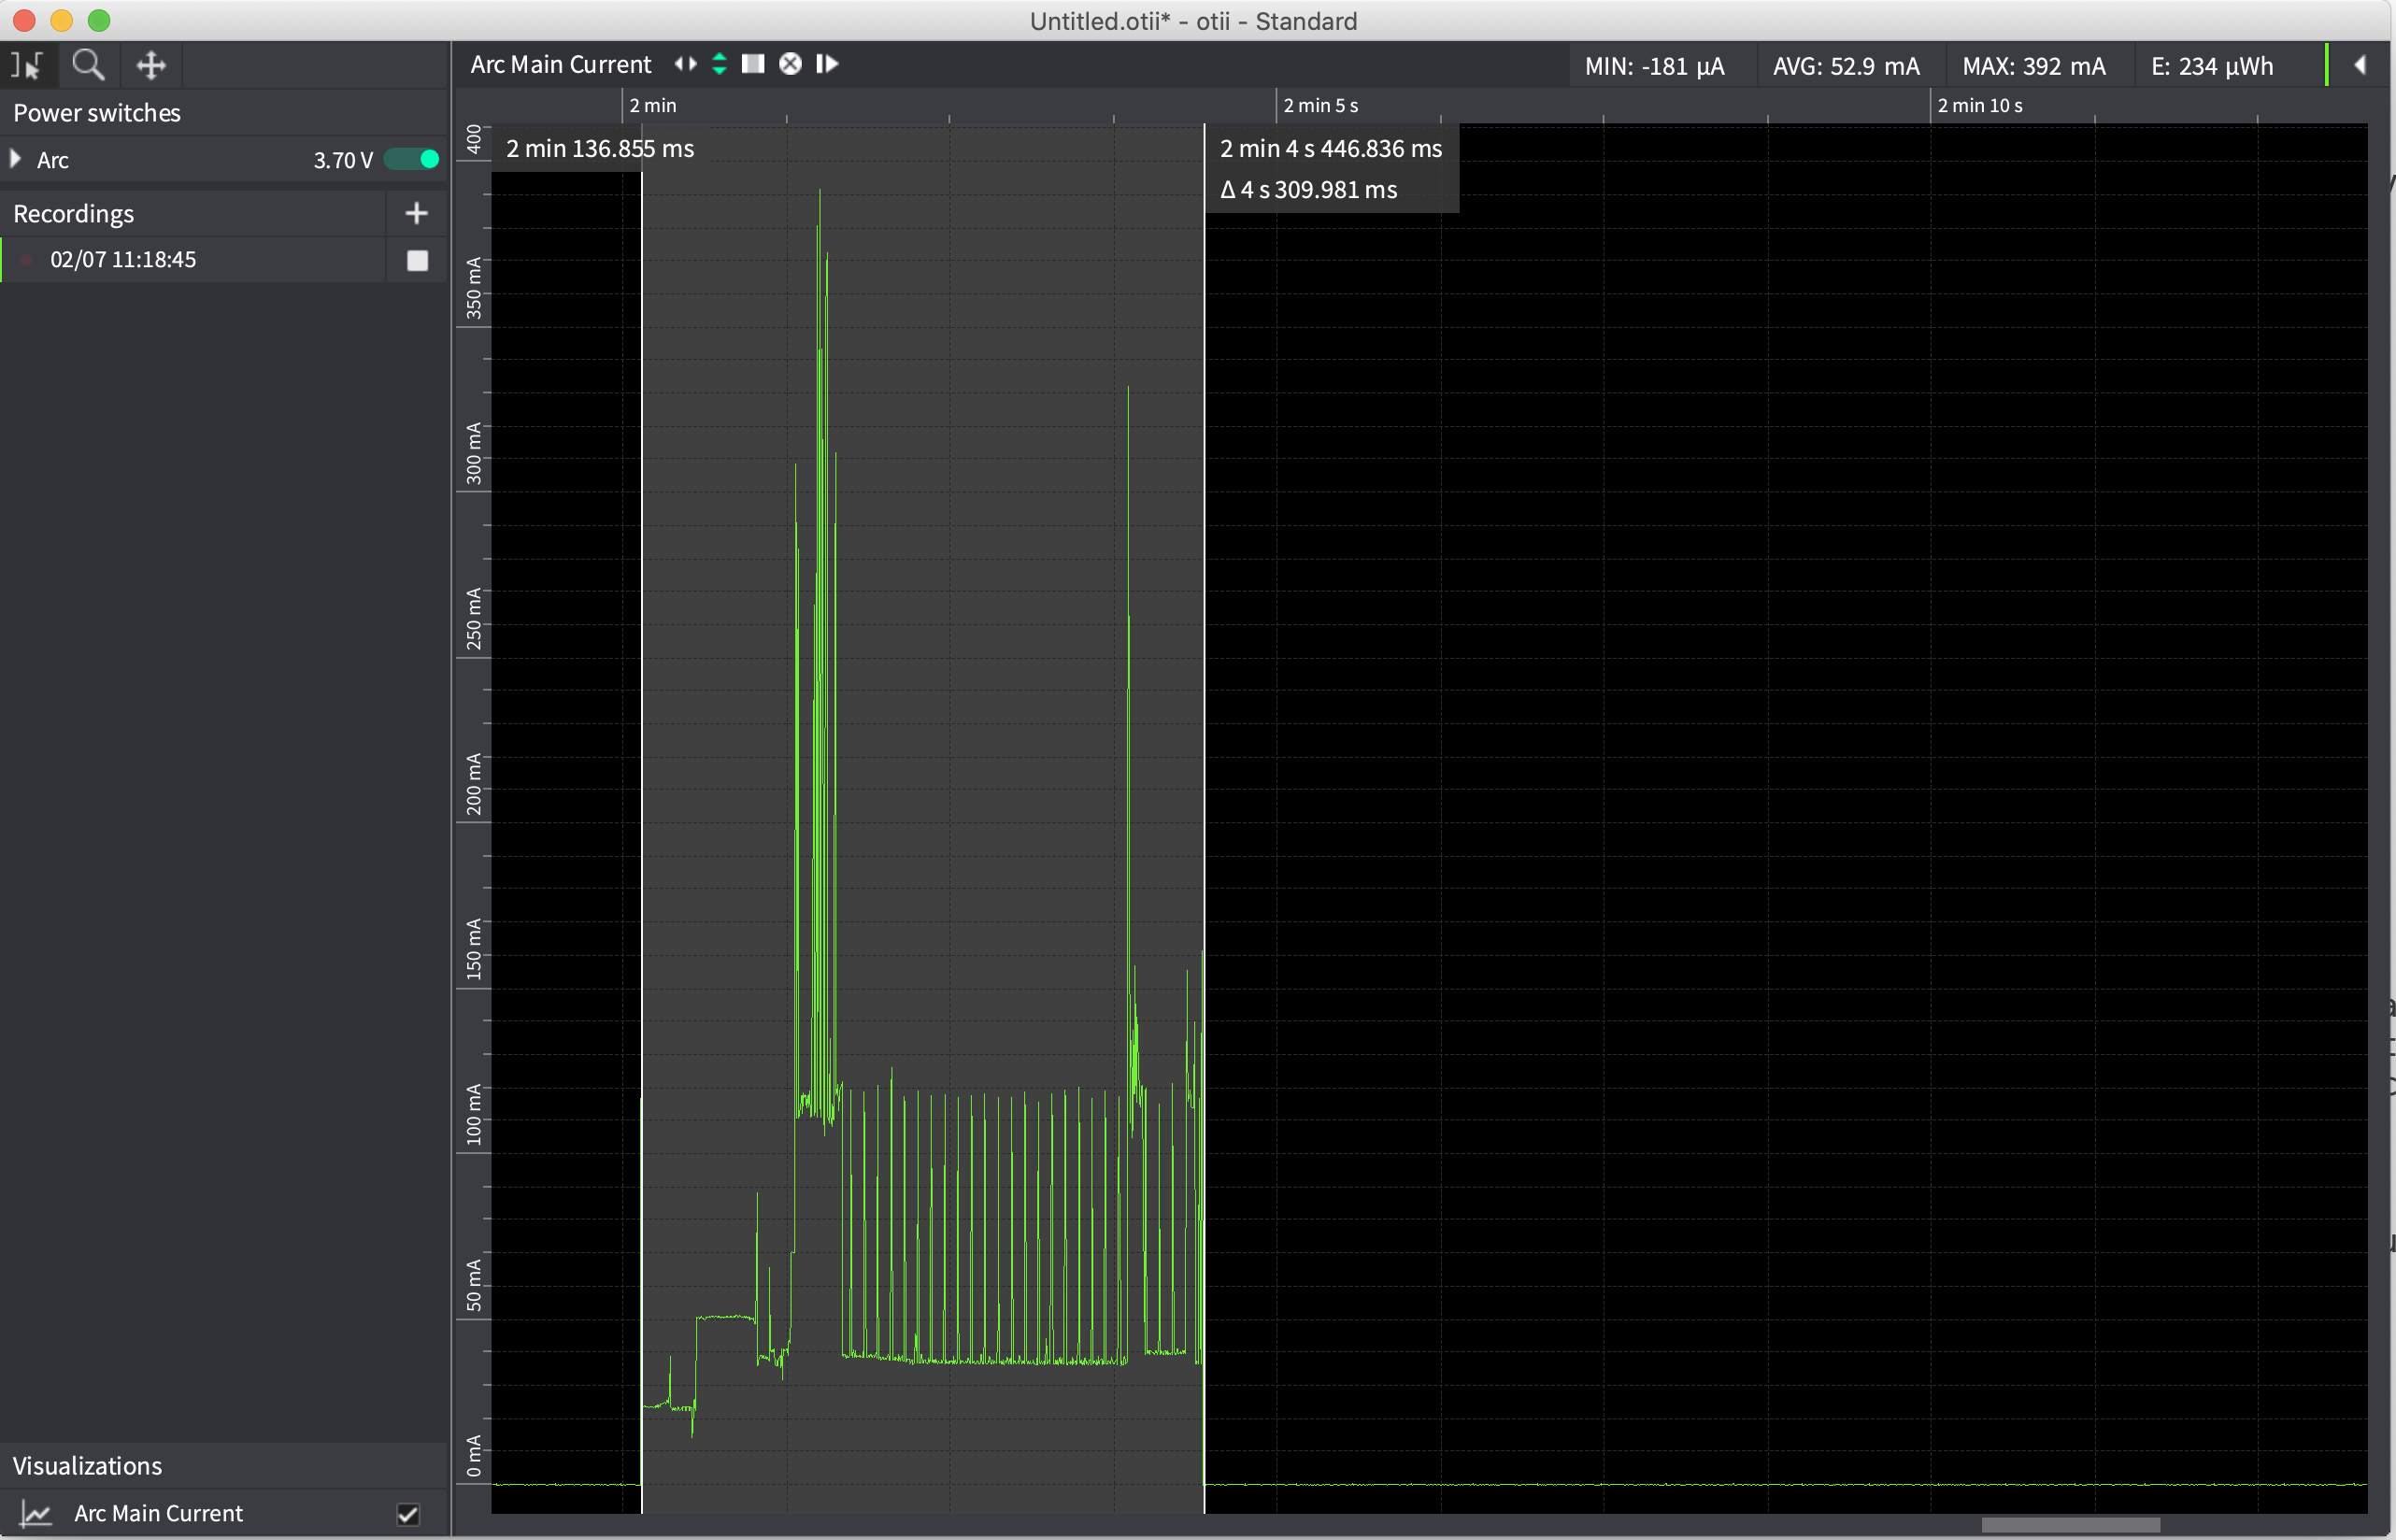 Untitled.otii* - otii - Standard
Arc Main Current
MIN: -181 µA
AVG: 52.9 mA
MAX: 392 mA
E: 234 µWh
Power switches
Arc
3.70 V
Recordings
02/07 11:18:45
2 min
2 min 5 s
2 min 10 s
2 min 136.855 ms
2 min 4 s 446.836 ms
Δ 4 s 309.981 ms
400
350 mA
300 mA
250 mA
200 mA
150 mA
100 mA
50 mA
0 mA
Visualizations
Arc Main Current